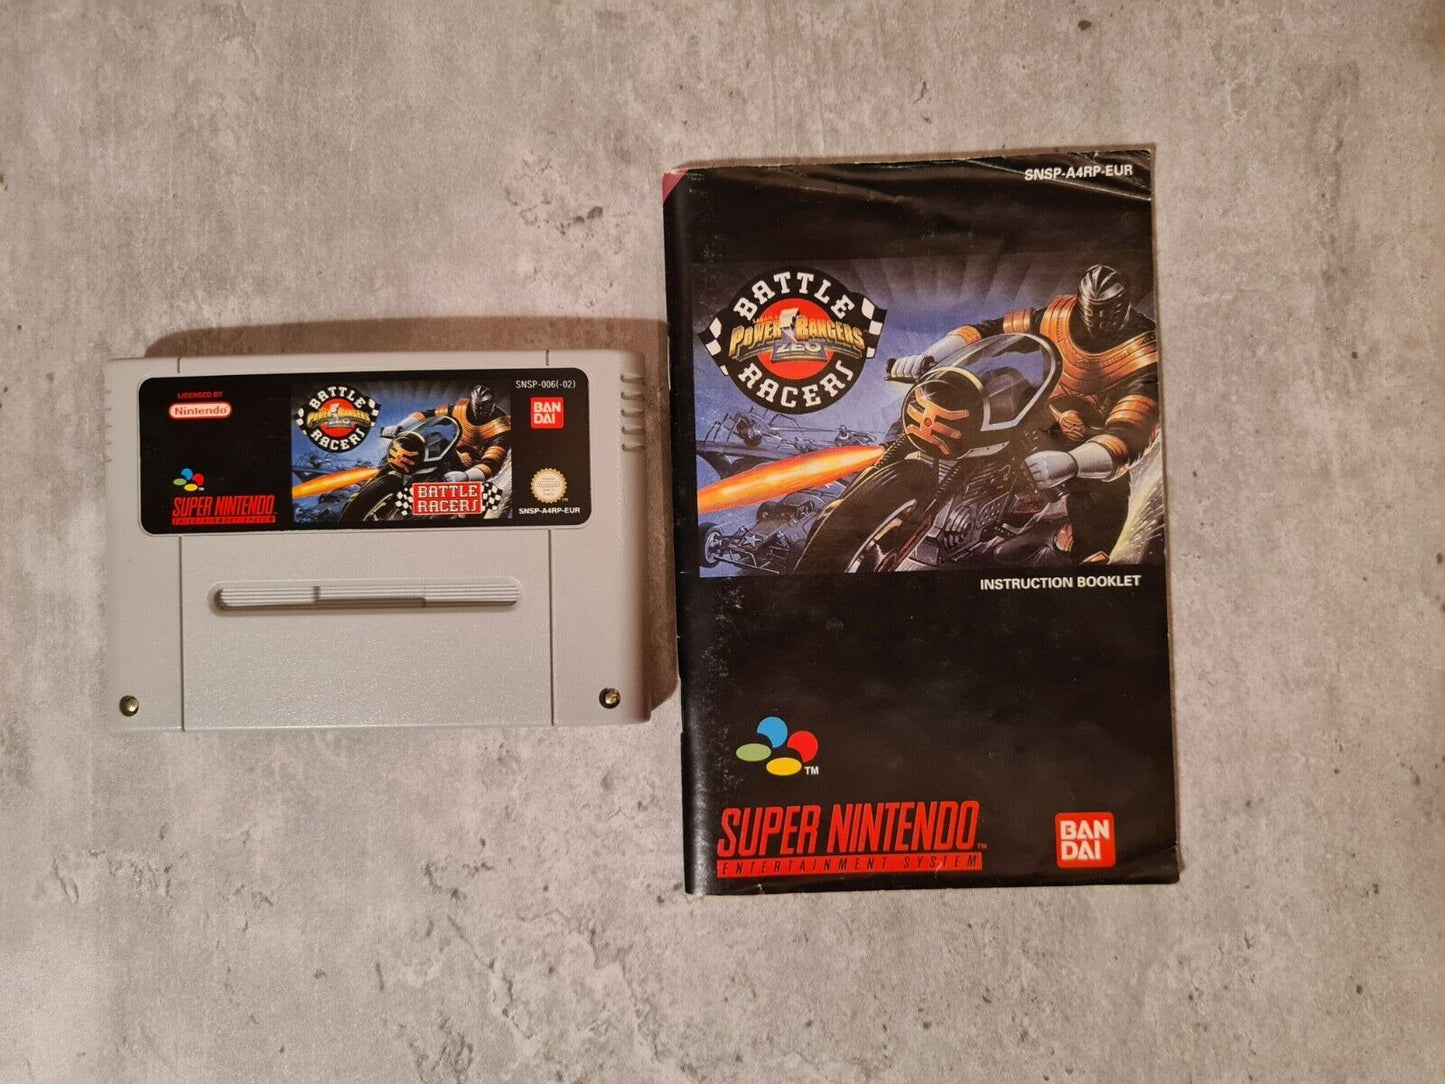 LICENSED BY
Nintendo
SUPER NINTENDO
ENTERTAINMENT SYSTEM
BATTLE
POWER RANGERS
ZEO
RACERS
BATTLE
RACERS
SNSP-006(-02)
BAN
DAI
SNSP-A4RP-EUR
SNSP-A4RP-EUR
BATTLE
POWER RANGERS
ZEO
RACERS
INSTRUCTION BOOKLET
TM
SUPER NINTENDO TM
ENTERTAINMENT SYSTEM
BAN
DAI